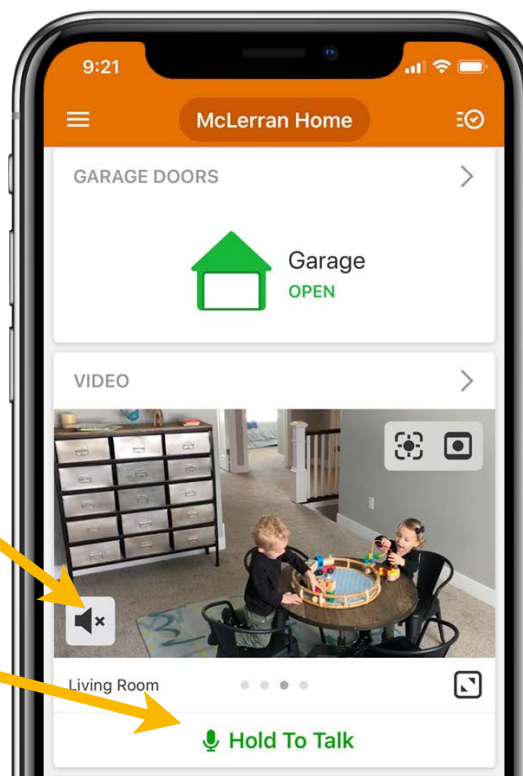 9:21
McLerran Home
GARAGE DOORS
Garage
OPEN
VIDEO
Living Room
Hold To Talk